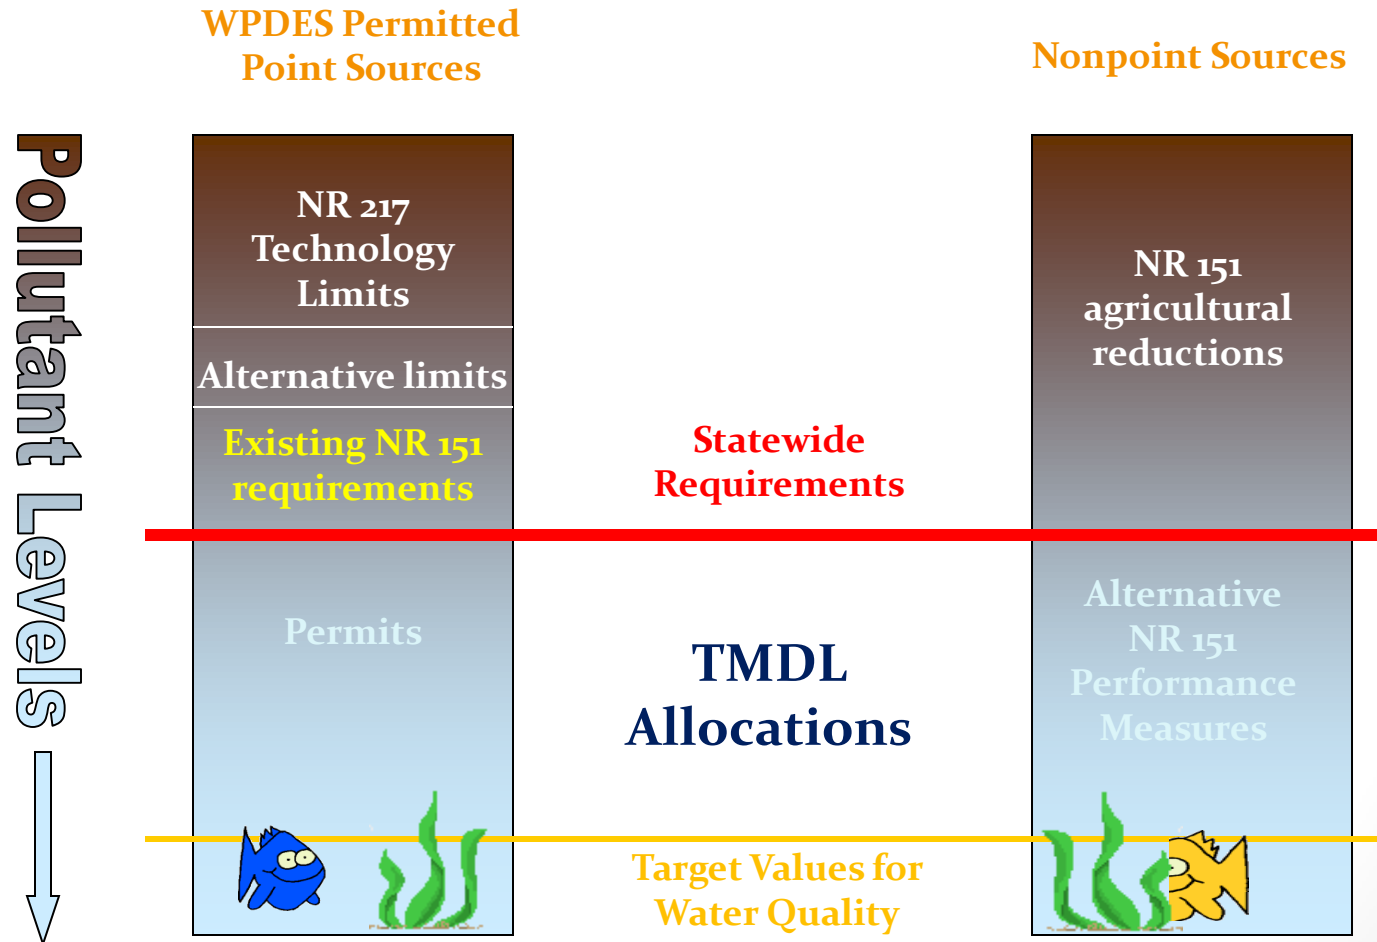 WPDES Permitted
Point Sources
Nonpoint Sources
Pollutant Levels
NR 217
Technology
Limits
Alternative limits
Existing NR 151
requirements
Permits
Statewide
Requirements
TMDL
Allocations
Target Values for
Water Quality
NR 151
agricultural
reductions
Alternative
NR 151
Performance
Measures